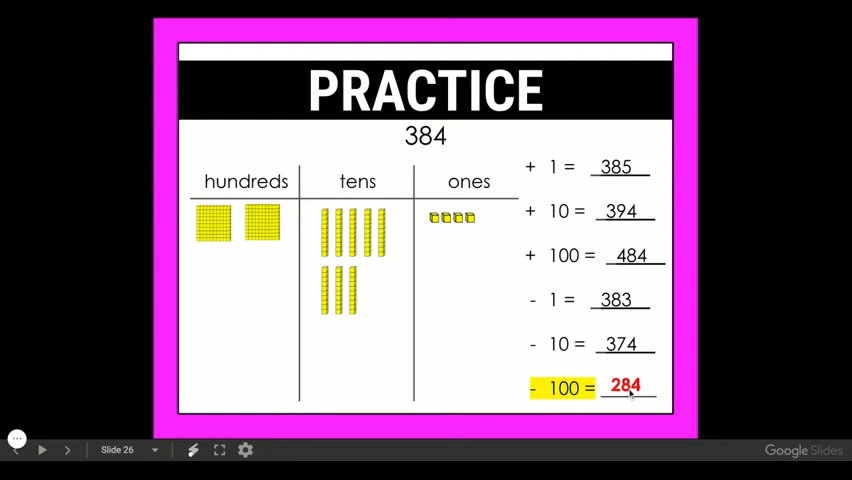 PRACTICE
384
hundreds tens ones
+ 1 = 385
+ 10 = 394
+ 100 = 484
- 1 = 383
- 10 = 374
- 100 = 284
Slide 26
Google Slides